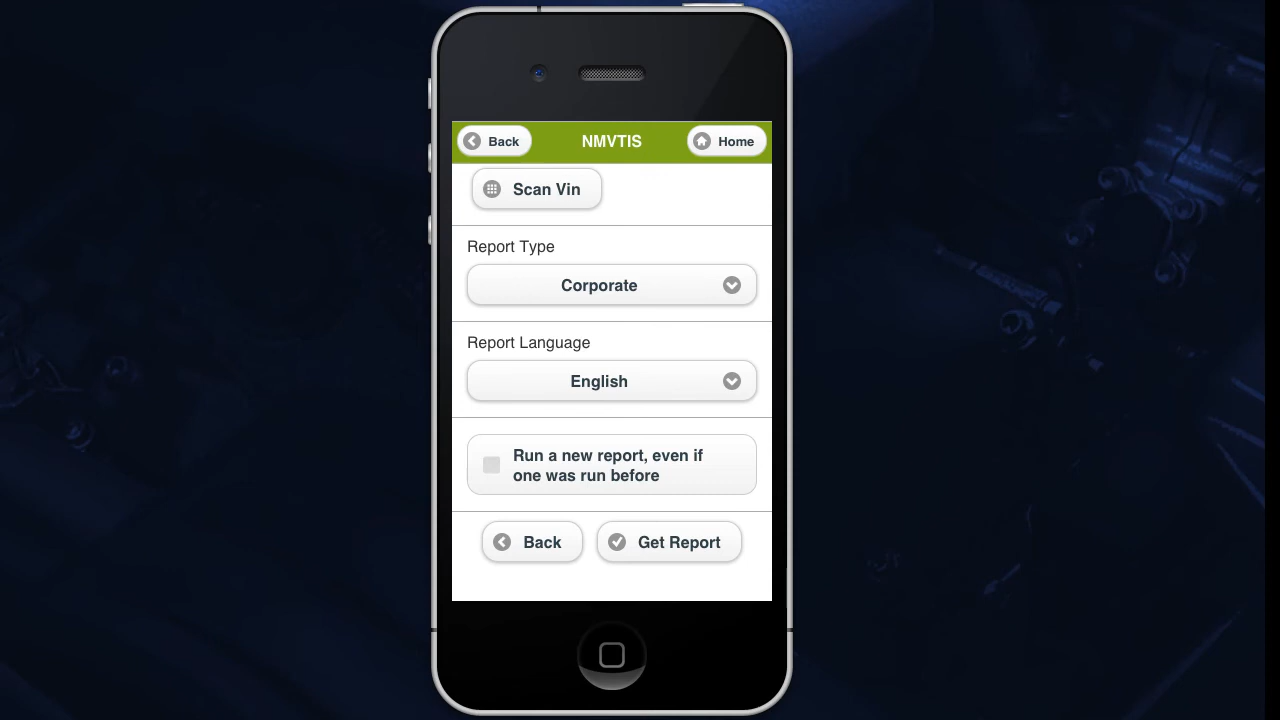 Back
NMVTIS
Home
Scan Vin
Report Type
Corporate
Report Language
English
Run a new report, even if
one was run before
Back
Get Report